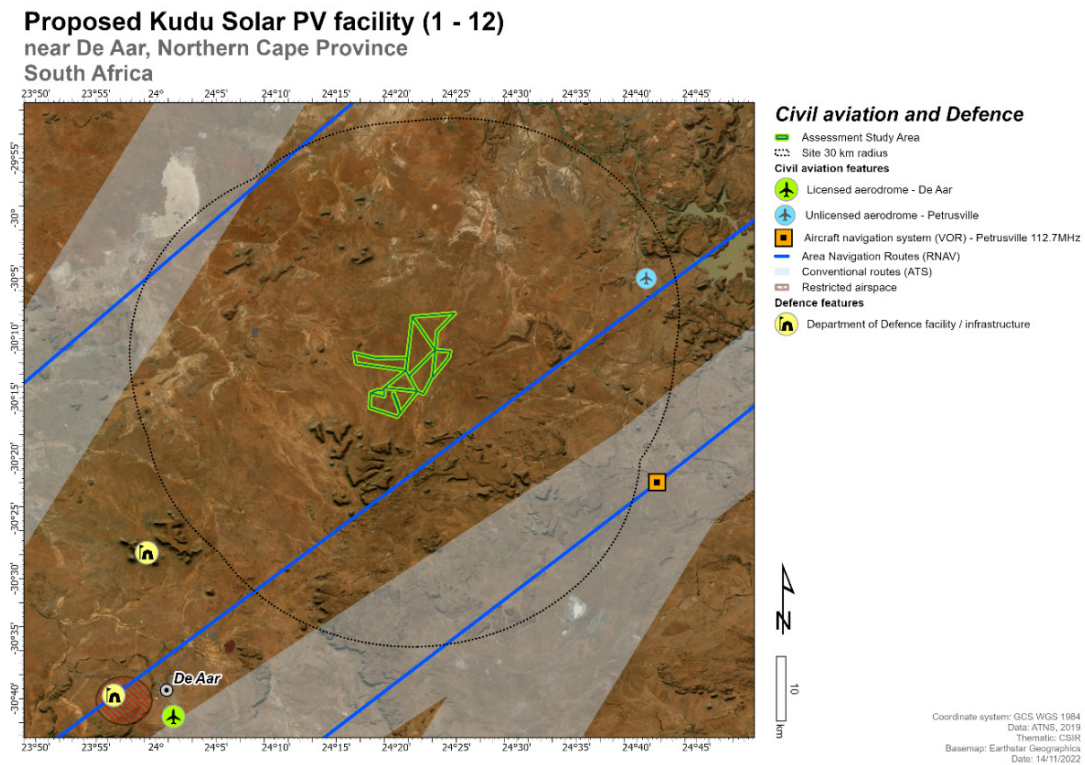 Proposed Kudu Solar PV facility (1 - 12)
near De Aar, Northern Cape Province
South Africa
23°50' 23°55' 24° 24°5' 24°10' 24°15' 24°20' 24°25' 24°30' 24°35' 24°40' 24°45'
-29°55'
-30°
-30°5'
-30°10'
-30°15'
-30°20'
-30°25'
-30°30'
-30°35'
-30°40'
De Aar
23°50' 23°55' 24° 24°5' 24°10' 24°15' 24°20' 24°25' 24°30' 24°35' 24°40' 24°45'
Civil aviation and Defence
Assessment Study Area
Site 30 km radius
Civil aviation features
Licensed aerodrome - De Aar
Unlicensed aerodrome - Petrusville
Aircraft navigation system (VOR) - Petrusville 112.7MHz
Area Navigation Routes (RNAV)
Conventional routes (ATS)
Restricted airspace
Defence features
Department of Defence facility / infrastructure
N
10
km
Coordinate system: GCS WGS 1984
Data: ATNS, 2019
Thematic: CSIR
Basemap: Earthstar Geographics
Date: 14/11/2022